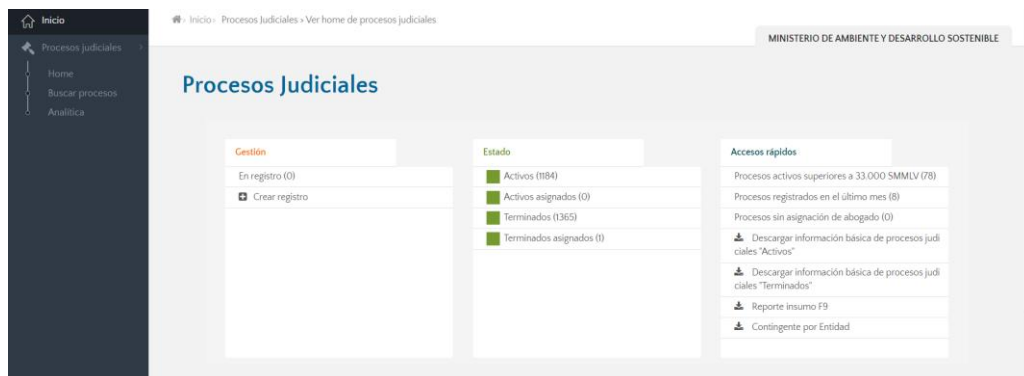 Inicio
Procesos judiciales
Home
Buscar procesos
Analítica
Inicio › Procesos Judiciales › Ver home de procesos judiciales
MINISTERIO DE AMBIENTE Y DESARROLLO SOSTENIBLE
Procesos Judiciales
Gestión
En registro (0)
Crear registro
Estado
Activos (1184)
Activos asignados (0)
Terminados (1365)
Terminados asignados (1)
Accesos rápidos
Procesos activos superiores a 33.000 SMMLV (78)
Procesos registrados en el último mes (8)
Procesos sin asignación de abogado (0)
Descargar información básica de procesos judi
ciales "Activos"
Descargar información básica de procesos judi
ciales "Terminados"
Reporte insumo F9
Contingente por Entidad